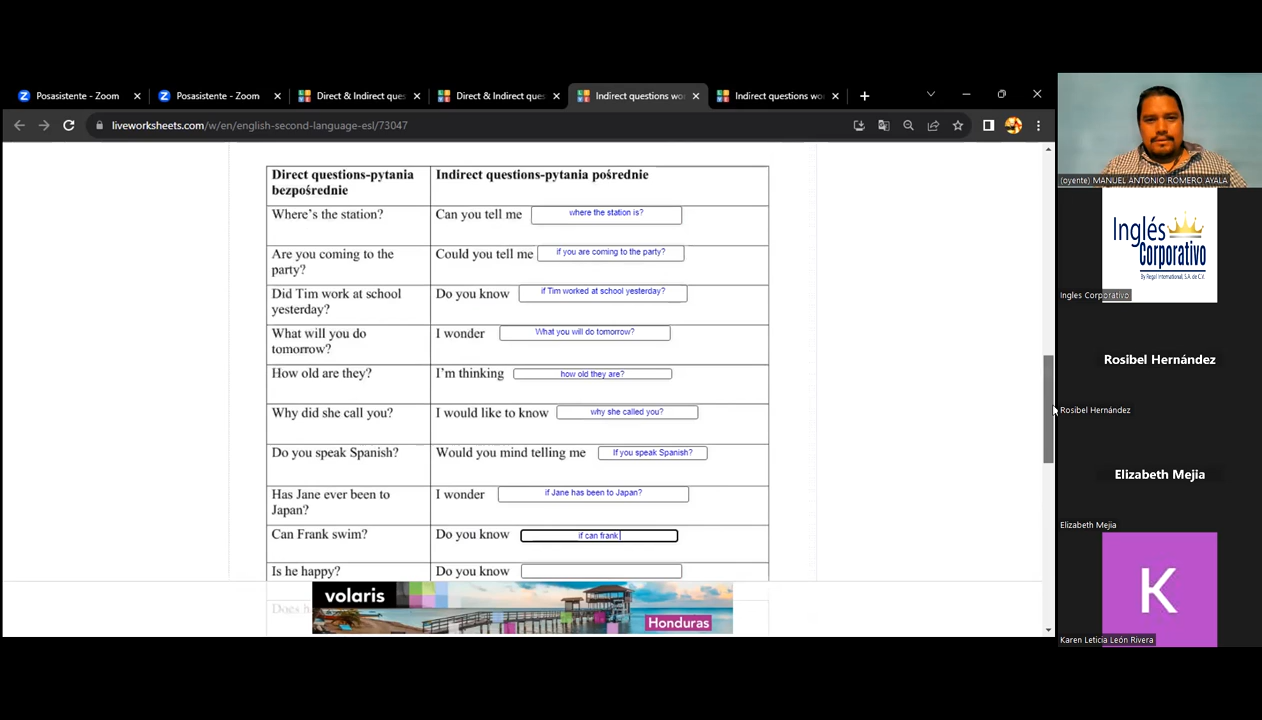 Posasistente - Zoom
Posasistente - Zoom
Direct & Indirect ques
Direct & Indirect ques
Indirect questions wo
Indirect questions wo
liveworksheets.com/w/en/english-second-language-esl/73047
Direct questions-pytania bezpośrednie
Indirect questions-pytania pośrednie
Where's the station?
Can you tell me where the station is?
Are you coming to the party?
Could you tell me if you are coming to the party?
Did Tim work at school yesterday?
Do you know if Tim worked at school yesterday?
What will you do tomorrow?
I wonder What you will do tomorrow?
How old are they?
I'm thinking how old they are?
Why did she call you?
I would like to know why she called you?
Do you speak Spanish?
Would you mind telling me If you speak Spanish?
Has Jane ever been to Japan?
I wonder if Jane has been to Japan?
Can Frank swim?
Do you know if can frank
Is he happy?
Do you know
Does
volaris
Honduras
(oyente) MANUEL ANTONIO ROMERO AYALA
Inglés
Corporativo
By Regal International, S.A. de C.V.
Ingles Corporativo
Rosibel Hernández
Rosibel Hernández
Elizabeth Mejia
Elizabeth Mejia
K
Karen Leticia León Rivera